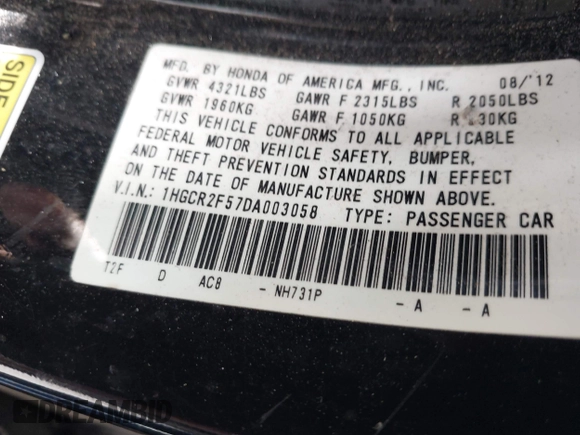 SIDE
MFD. BY HONDA OF AMERICA MFG., INC. 08/'12
GVWR 4321LBS GAWR F 2315LBS R 2050LBS
GVWR 1960KG GAWR F 1050KG R 30KG
THIS VEHICLE CONFORMS TO ALL APPLICABLE
FEDERAL MOTOR VEHICLE SAFETY, BUMPER,
AND THEFT PREVENTION STANDARDS IN EFFECT
ON THE DATE OF MANUFACTURE SHOWN ABOVE.
V.I.N.: 1HGCR2F57DA003058 TYPE: PASSENGER CAR
T2F D AC8 - NH731P - A - A
DREAMBID